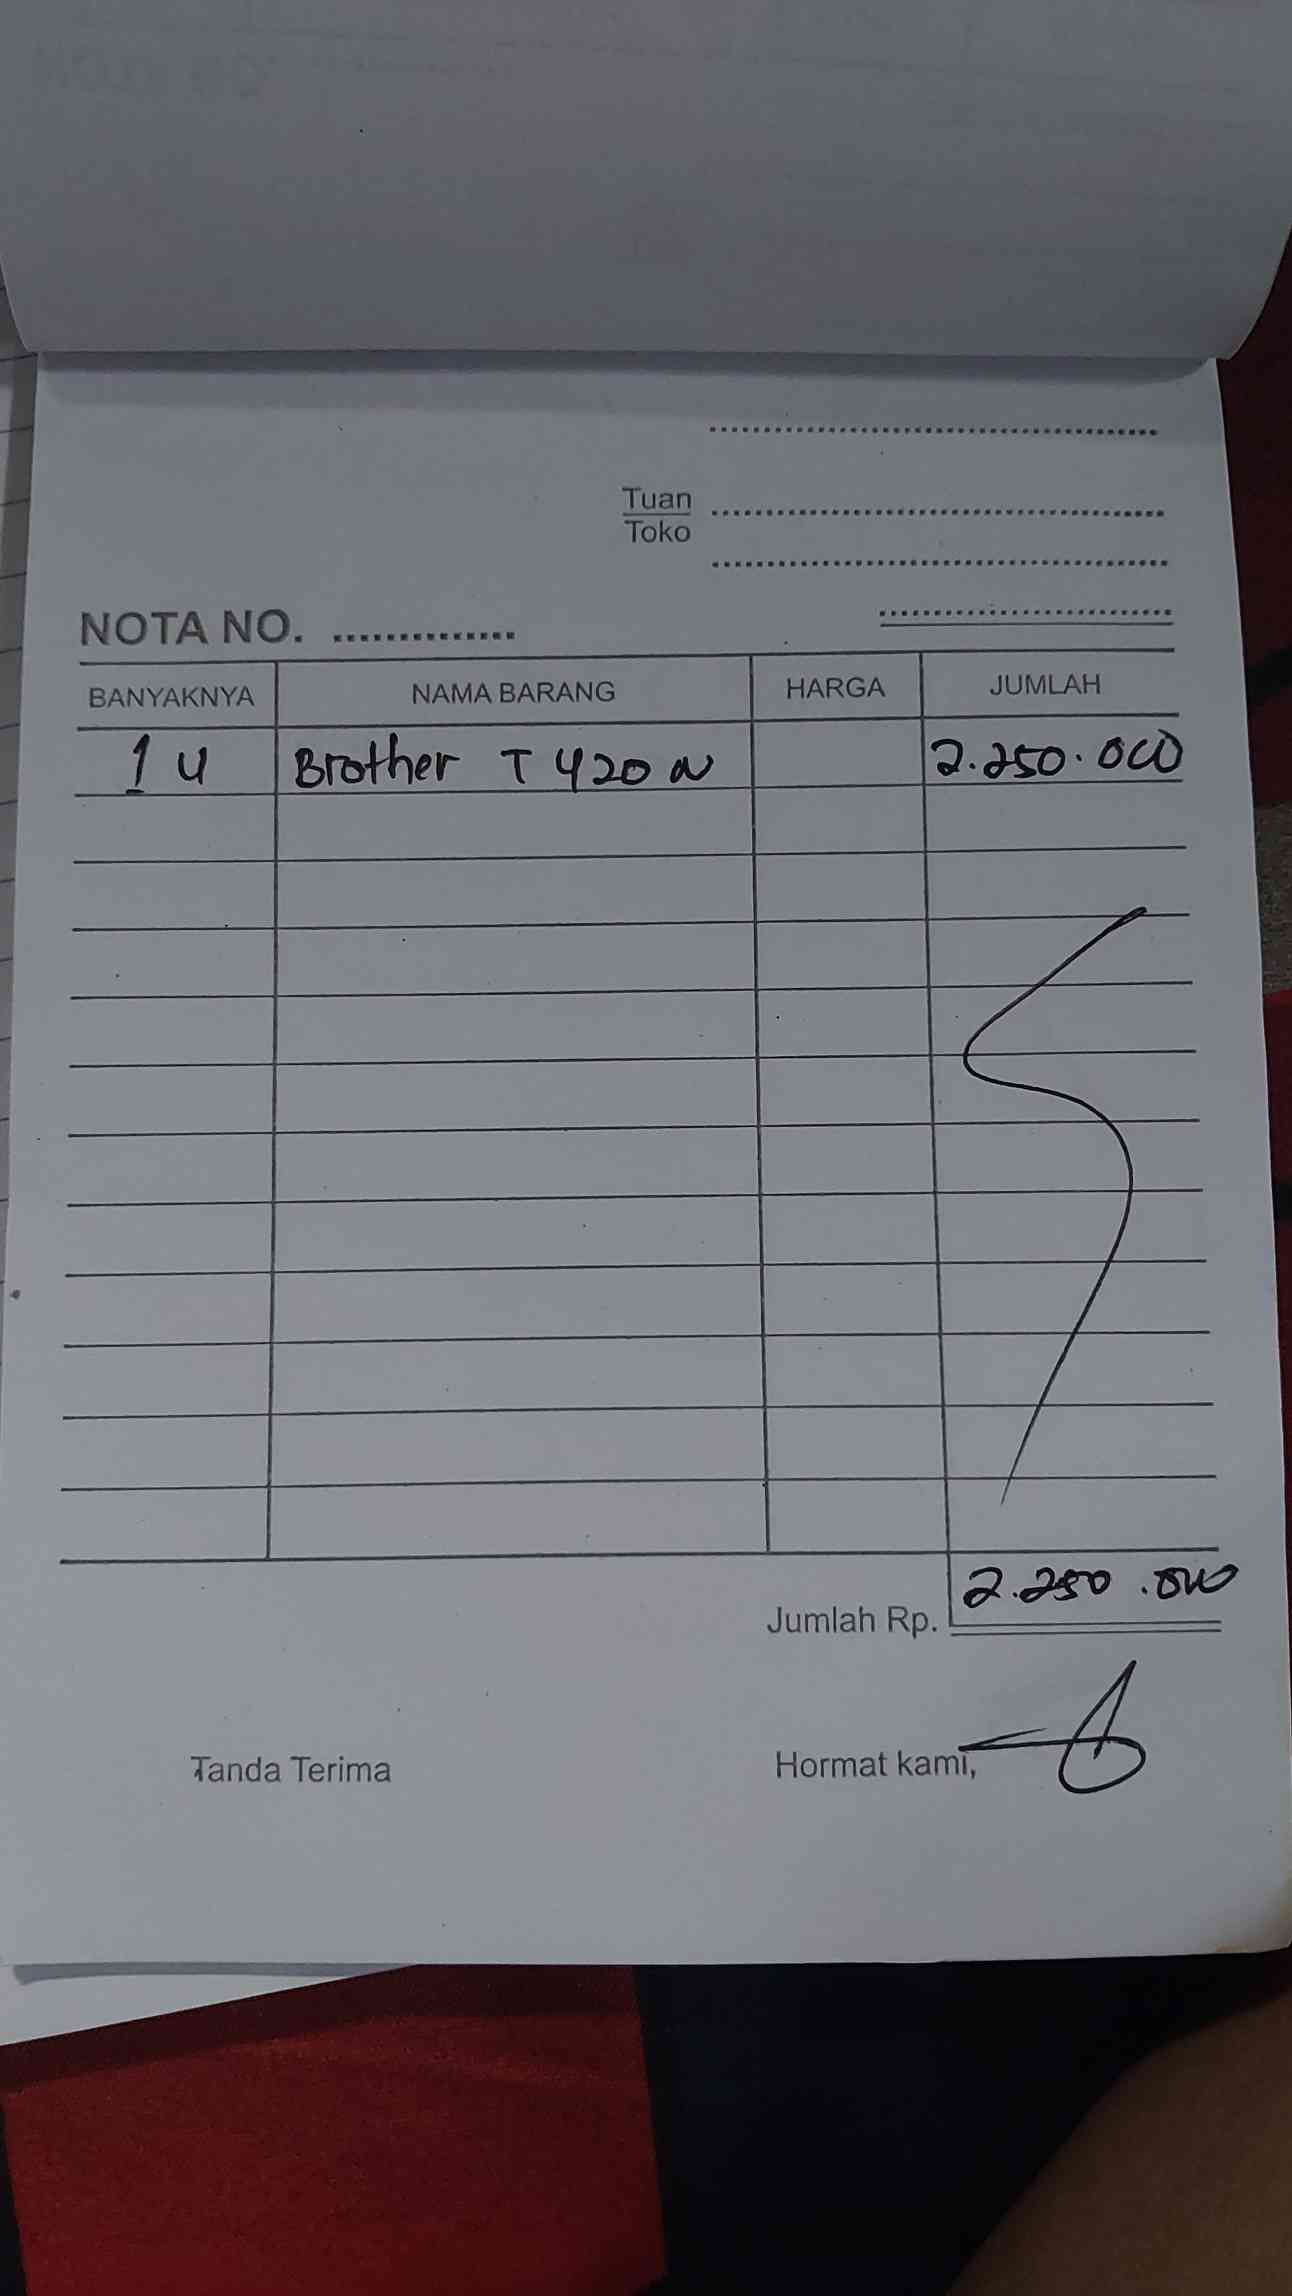 Tuan
Toko
NOTA NO.
BANYAKNYA NAMA BARANG HARGA JUMLAH
1 U Brother T 420 W 2.250.000
Jumlah Rp. 2.250.000
Tanda Terima Hormat kami,